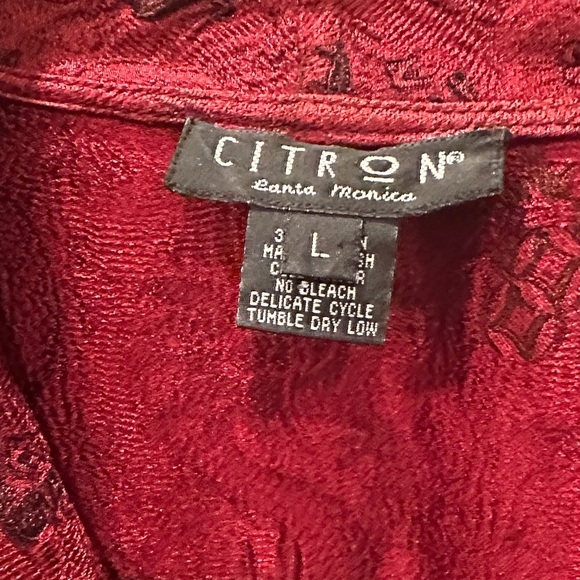 CITRON®
Santa Monica
L
NO BLEACH
DELICATE CYCLE
TUMBLE DRY LOW